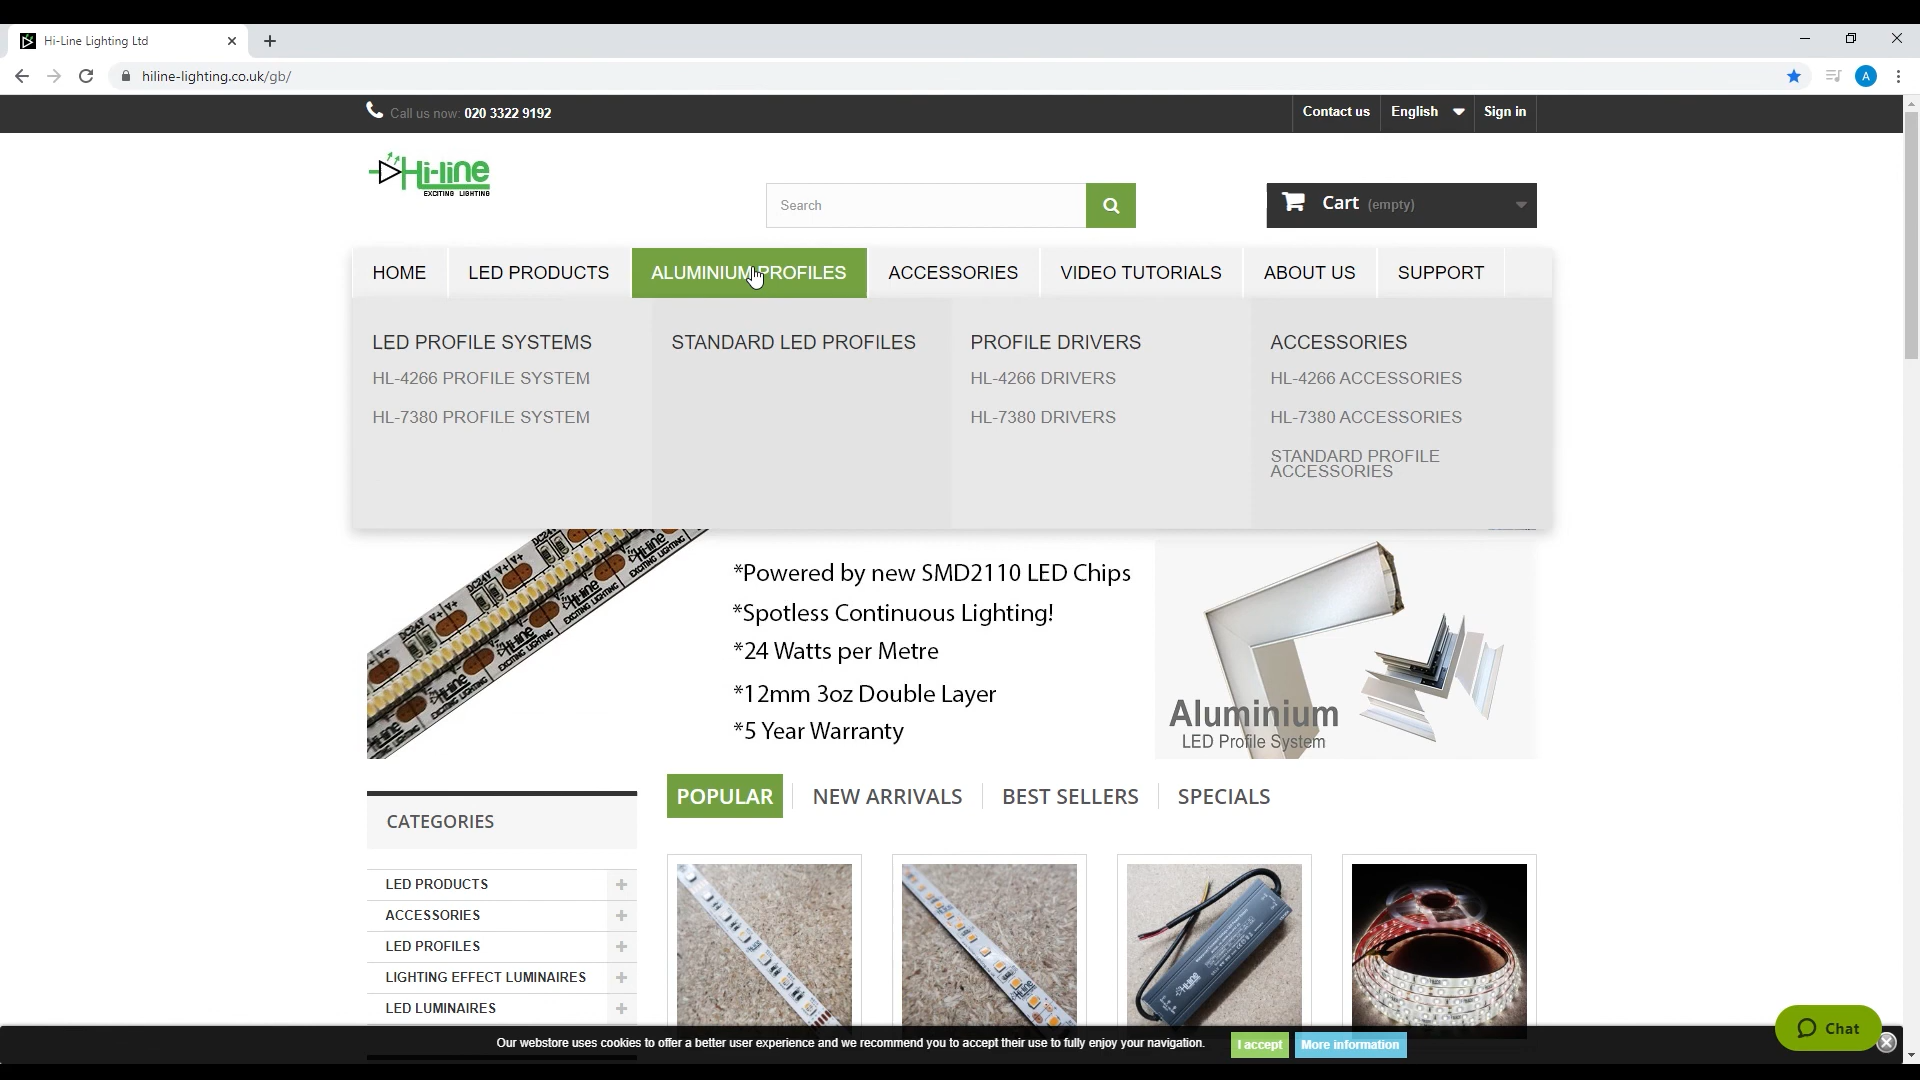 Hi-Line Lighting Ltd
hiline-lighting.co.uk/gb/
A
Call us now: 020 3322 9192
Contact us
English
Sign in
Hi-line
EXCITING LIGHTING
Search
Cart (empty)
HOME
LED PRODUCTS
ALUMINIUM PROFILES
ACCESSORIES
VIDEO TUTORIALS
ABOUT US
SUPPORT
LED PROFILE SYSTEMS
HL-4266 PROFILE SYSTEM
HL-7380 PROFILE SYSTEM
STANDARD LED PROFILES
PROFILE DRIVERS
HL-4266 DRIVERS
HL-7380 DRIVERS
ACCESSORIES
HL-4266 ACCESSORIES
HL-7380 ACCESSORIES
STANDARD PROFILE
ACCESSORIES
DC24V
V+
Hi-line
EXCITING LIGHTING
*Powered by new SMD2110 LED Chips
*Spotless Continuous Lighting!
*24 Watts per Metre
*12mm 3oz Double Layer
*5 Year Warranty
Aluminium
LED Profile System
CATEGORIES
LED PRODUCTS
ACCESSORIES
LED PROFILES
LIGHTING EFFECT LUMINAIRES
LED LUMINAIRES
POPULAR
NEW ARRIVALS
BEST SELLERS
SPECIALS
Our webstore uses cookies to offer a better user experience and we recommend you to accept their use to fully enjoy your navigation.
I accept
More information
Chat